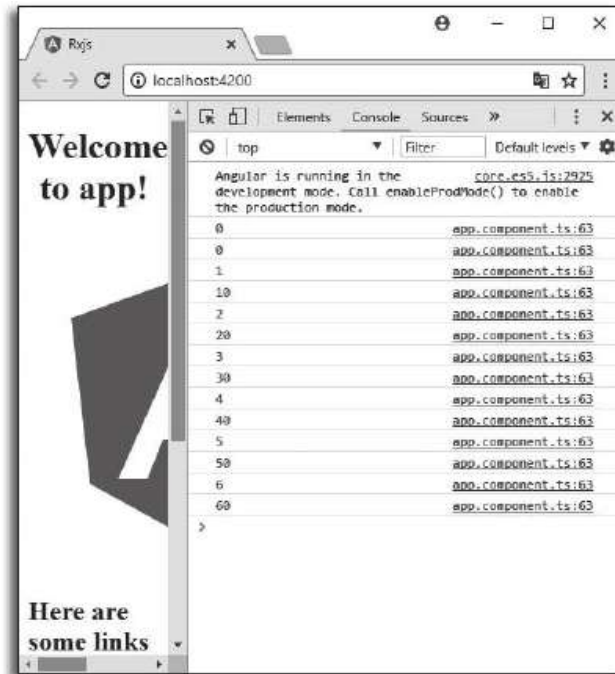 Rxjs
localhost:4200
Welcome
to app!
Here are
some links
Elements Console Sources »
top Filter Default levels
Angular is running in the core.es5.js:2925
development mode. Call enableProdMode() to enable
the production mode.
0 app.component.ts:63
0 app.component.ts:63
1 app.component.ts:63
10 app.component.ts:63
2 app.component.ts:63
20 app.component.ts:63
3 app.component.ts:63
30 app.component.ts:63
4 app.component.ts:63
40 app.component.ts:63
5 app.component.ts:63
50 app.component.ts:63
6 app.component.ts:63
60 app.component.ts:63
>